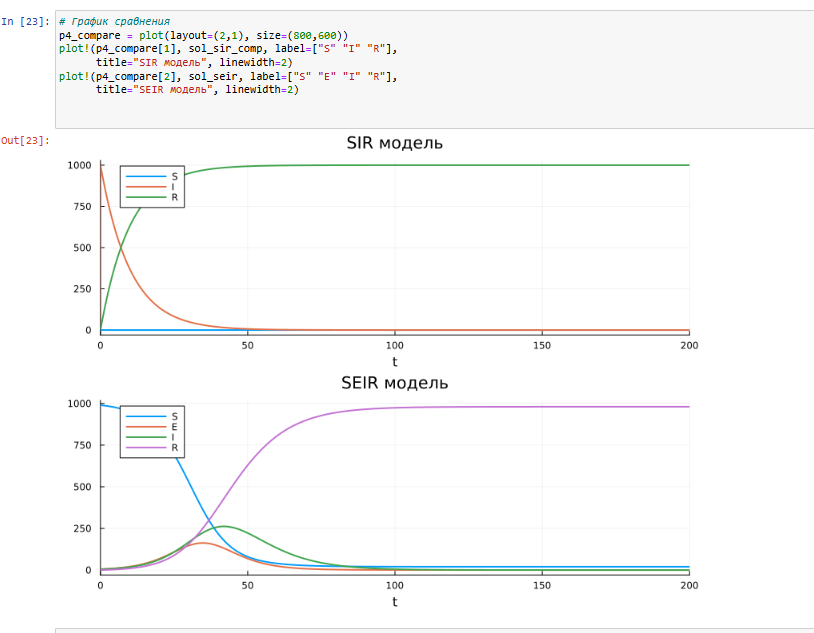 In [23]: # График сравнения
p4_compare = plot(layout=(2,1), size=(800,600))
plot!(p4_compare[1], sol_sir_comp, label=["S" "I" "R"],
title="SIR модель", linewidth=2)
plot!(p4_compare[2], sol_seir, label=["S" "E" "I" "R"],
title="SEIR модель", linewidth=2)
Out[23]:
SIR модель
1000
750
500
250
0
S
I
R
0 50 100 150 200
t
SEIR модель
1000
750
500
250
0
S
E
I
R
0 50 100 150 200
t